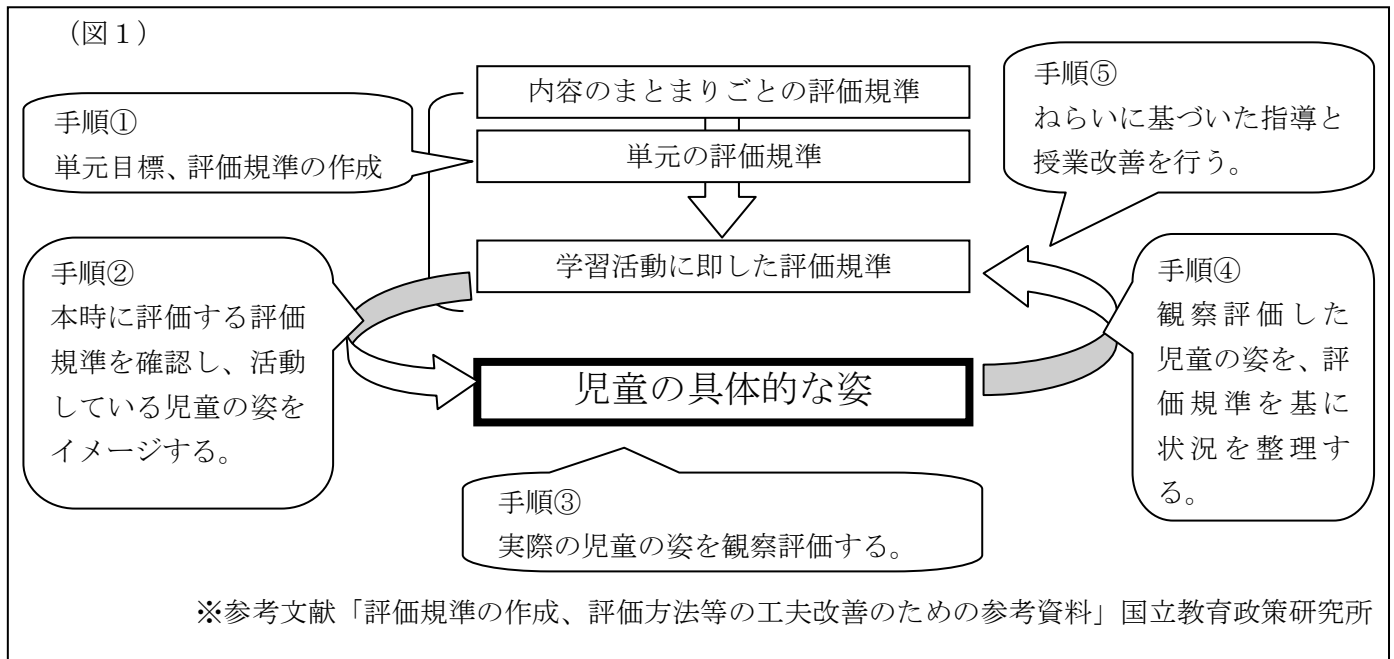 （図１）
内容のまとまりごとの評価規準
手順①
単元目標、評価規準の作成
単元の評価規準
学習活動に即した評価規準
手順②
本時に評価する評価
規準を確認し、活動
している児童の姿を
イメージする。
児童の具体的な姿
手順③
実際の児童の姿を観察評価する。
手順④
観察評価した
児童の姿を、評
価規準を基に
状況を整理す
る。
手順⑤
ねらいに基づいた指導と
授業改善を行う。
※参考文献「評価規準の作成、評価方法等の工夫改善のための参考資料」国立教育政策研究所